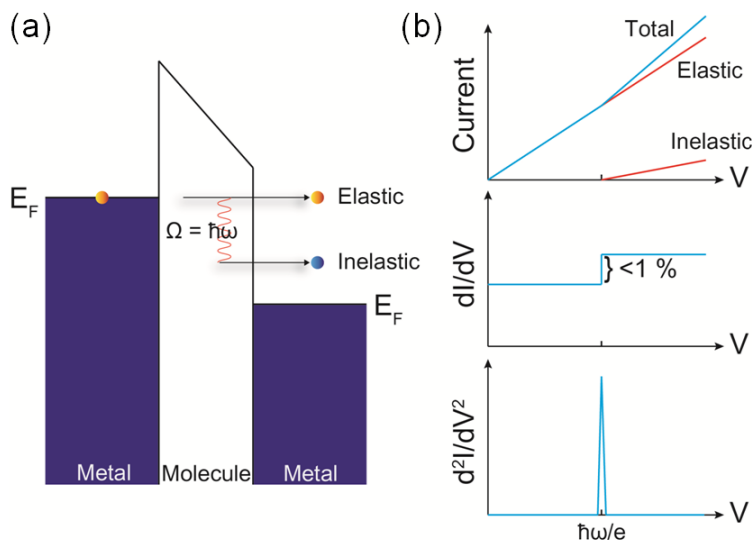 (a)
E_F
Ω = ħω
Elastic
Inelastic
E_F
Metal
Molecule
Metal
(b)
Current
Total
Elastic
Inelastic
V
dI/dV
} <1 %
V
d²I/dV²
V
ħω/e